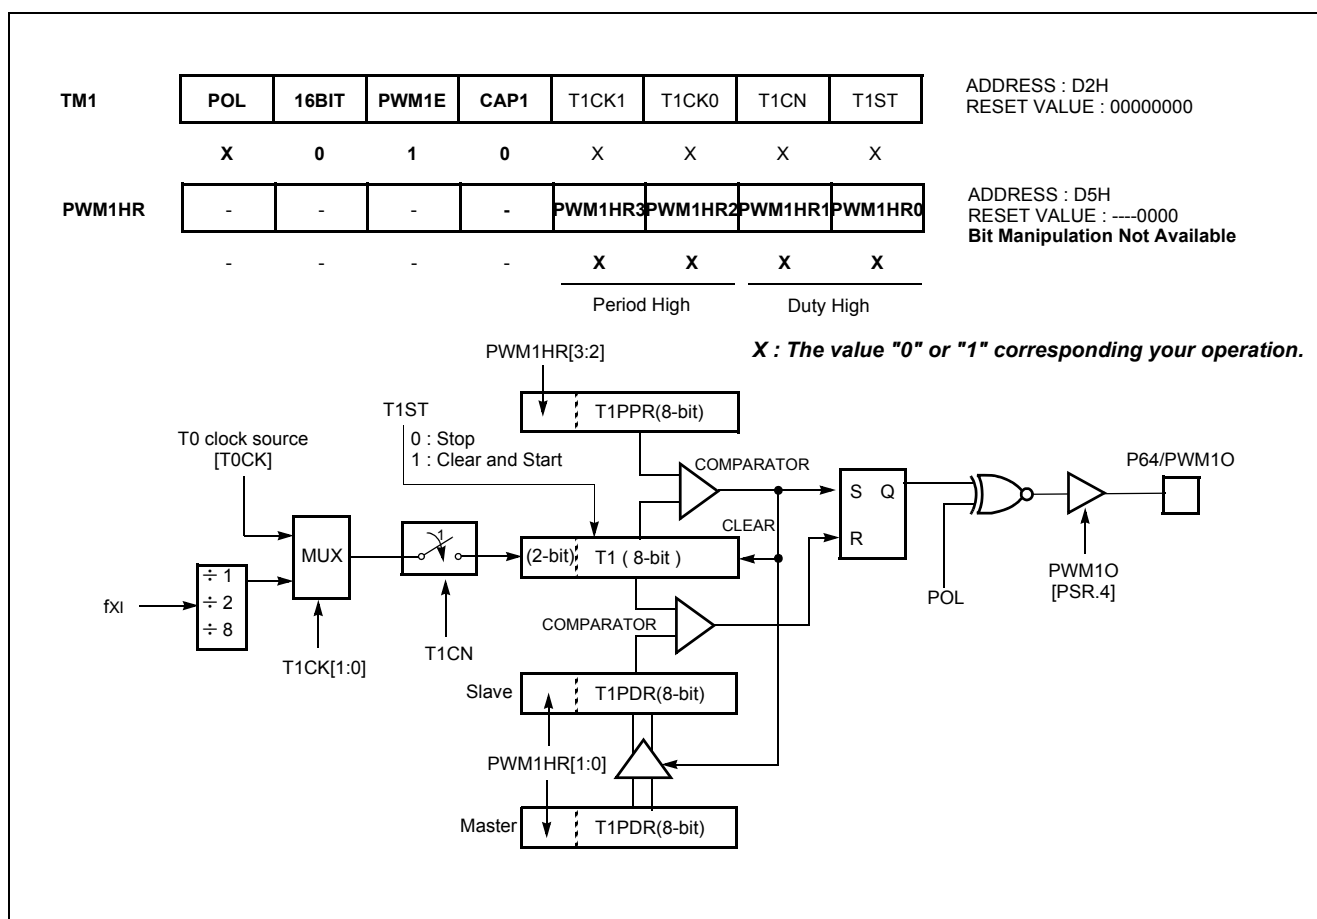 TM1 POL 16BIT PWM1E CAP1 T1CK1 T1CK0 T1CN T1ST
ADDRESS : D2H
RESET VALUE : 00000000
X 0 1 0 X X X X
PWM1HR - - - - PWM1HR3 PWM1HR2 PWM1HR1 PWM1HR0
ADDRESS : D5H
RESET VALUE : ----0000
Bit Manipulation Not Available
- - - - X X X X
Period High Duty High
X : The value "0" or "1" corresponding your operation.
PWM1HR[3:2]
T1PPR(8-bit)
T1ST
0 : Stop
1 : Clear and Start
T0 clock source
[T0CK]
COMPARATOR
P64/PWM1O
S Q
R
CLEAR
MUX
1
(2-bit) T1 ( 8-bit )
÷ 1
÷ 2
÷ 8
fXI
PWM1O
[PSR.4]
POL
COMPARATOR
T1CK[1:0]
T1CN
Slave T1PDR(8-bit)
PWM1HR[1:0]
Master T1PDR(8-bit)